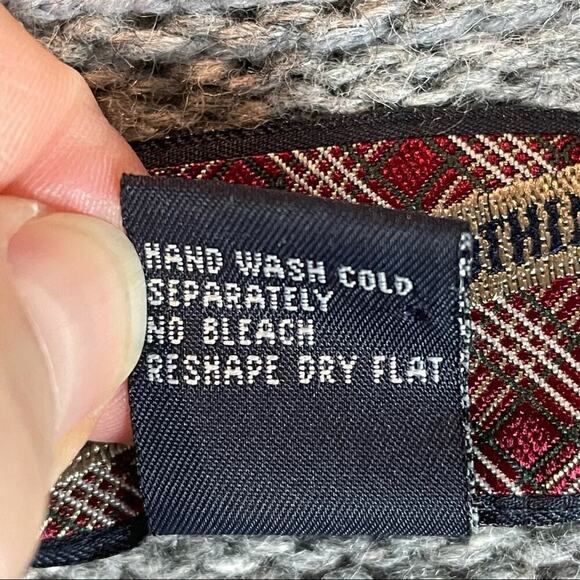 HAND WASH COLD
SEPARATELY
NO BLEACH
RESHAPE DRY FLAT